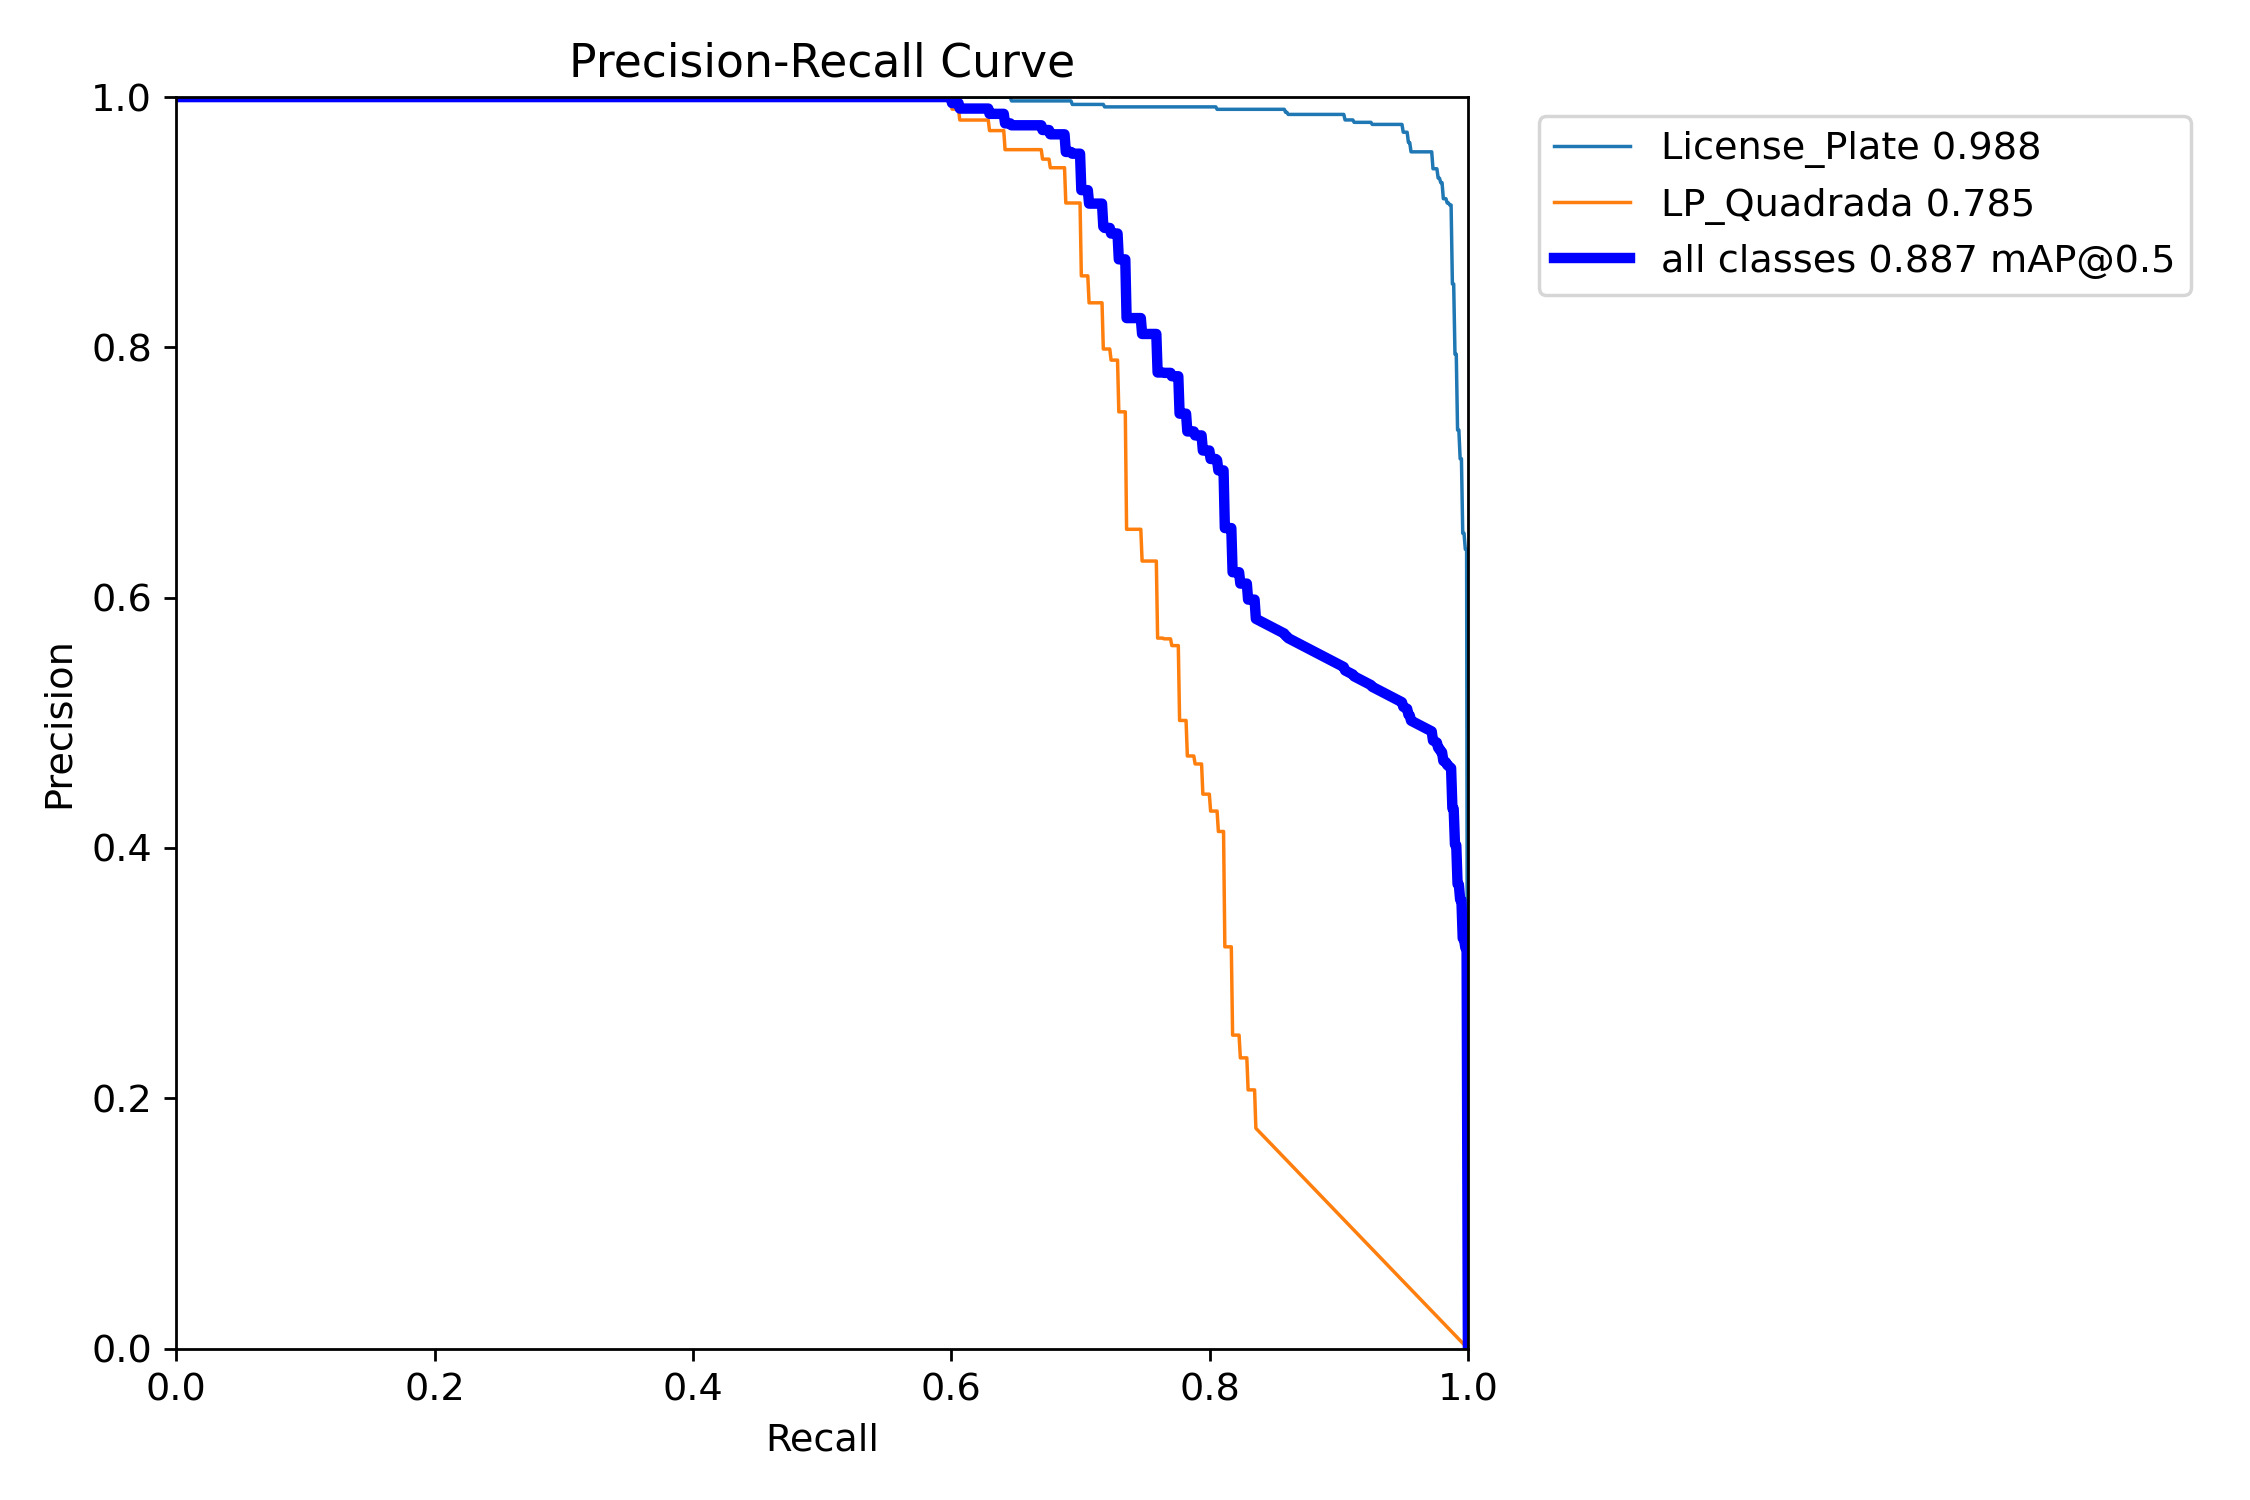 Precision-Recall Curve
1.0
0.8
0.6
0.4
0.2
0.0
Precision
0.0 0.2 0.4 0.6 0.8 1.0
Recall
License_Plate 0.988
LP_Quadrada 0.785
all classes 0.887 mAP@0.5